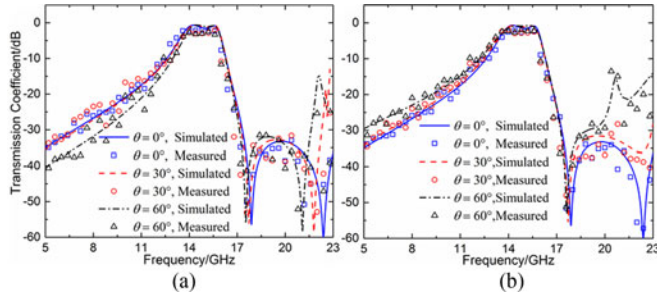 (a)
0
-10
-20
-30
-40
-50
-60
Transmission Coefficient/dB
θ = 0°, Simulated
θ = 0°, Measured
θ = 30°, Simulated
θ = 30°, Measured
θ = 60°, Simulated
θ = 60°, Measured
5 8 11 14 17 20 23
Frequency/GHz
(a)
(b)
0
-10
-20
-30
-40
-50
-60
θ = 0°, Simulated
θ = 0°, Measured
θ = 30°, Simulated
θ = 30°, Measured
θ = 60°, Simulated
θ = 60°, Measured
5 8 11 14 17 20 23
Frequency/GHz
(b)